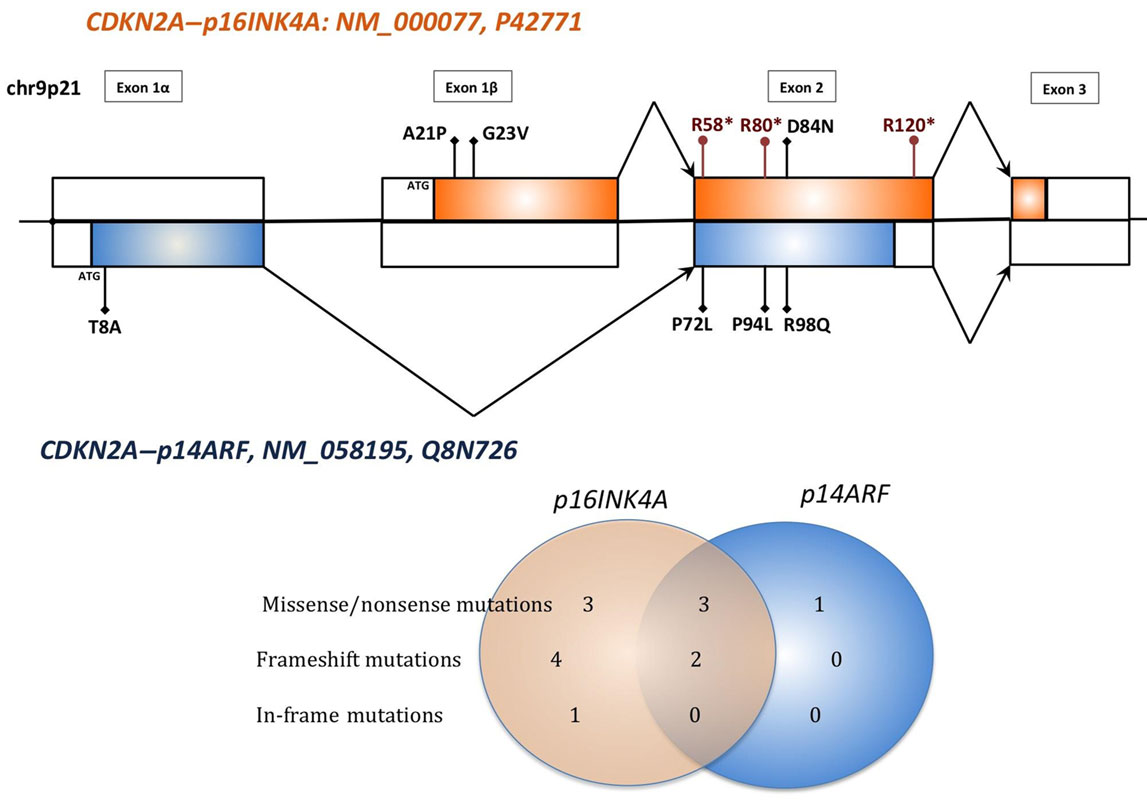 CDKN2A–p16INK4A: NM_000077, P42771
chr9p21
Exon 1α
Exon 1β
Exon 2
Exon 3
A21P
G23V
R58*
R80*
D84N
R120*
ATG
ATG
T8A
P72L
P94L
R98Q
CDKN2A–p14ARF, NM_058195, Q8N726
p16INK4A
p14ARF
Missense/nonsense mutations 3 3 1
Frameshift mutations 4 2 0
In-frame mutations 1 0 0